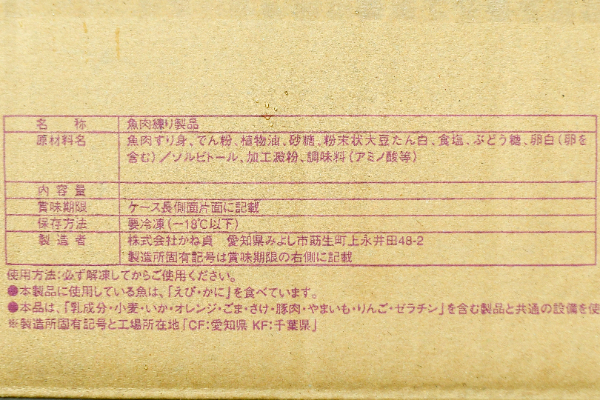 名称 魚肉練り製品
原材料名 魚肉すり身、でん粉、植物油、砂糖、粉末状大豆たん白、食塩、ぶどう糖、卵白(卵を
含む)/ソルビトール、加工澱粉、調味料(アミノ酸等)
内容量
賞味期限 ケース長側面片面に記載
保存方法 要冷凍(−18℃以下)
製造者 株式会社かね貞 愛知県みよし市莇生町上永井田48-2
製造所固有記号は賞味期限の右側に記載
使用方法:必ず解凍してからご使用ください。
●本製品に使用している魚は、「えび・かに」を食べています。
●本品は、「乳成分・小麦・いか・オレンジ・ごま・さけ・豚肉・やまいも・りんご・ゼラチン」を含む製品と共通の設備を使
※製造所固有記号と工場所在地「CF:愛知県 KF:千葉県」